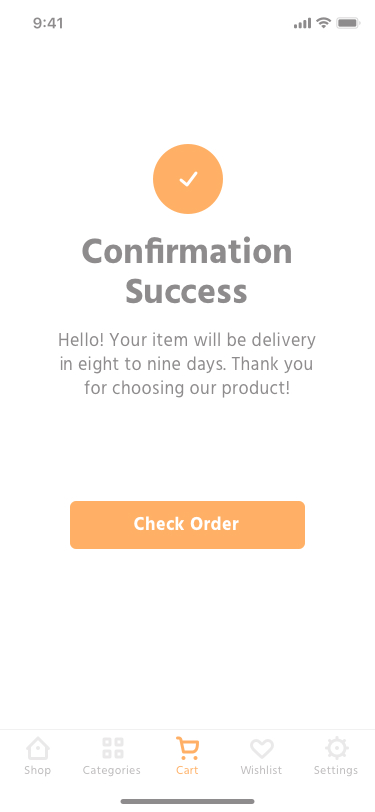 9:41
Confirmation
Success
Hello! Your item will be delivery
in eight to nine days. Thank you
for choosing our product!
Check Order
Shop Categories Cart Wishlist Settings